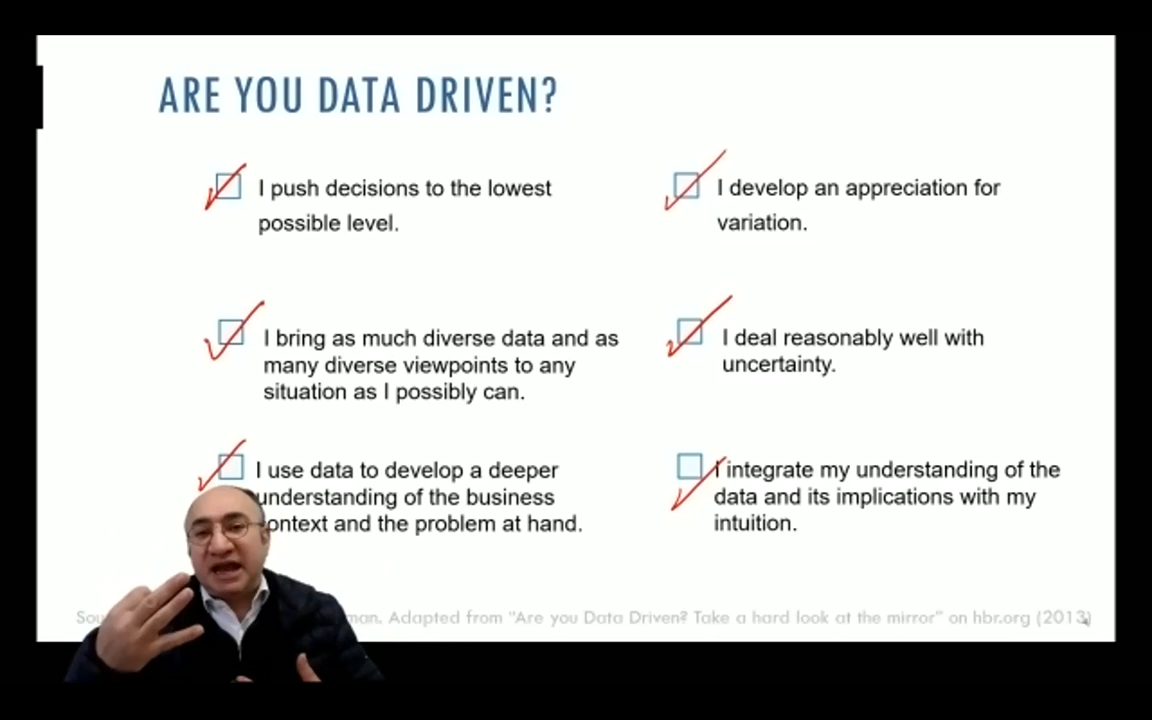 ARE YOU DATA DRIVEN?
I push decisions to the lowest
possible level.
I develop an appreciation for
variation.
I bring as much diverse data and as
many diverse viewpoints to any
situation as I possibly can.
I deal reasonably well with
uncertainty.
I use data to develop a deeper
understanding of the business
ontext and the problem at hand.
I integrate my understanding of the
data and its implications with my
intuition.
Adapted from "Are you Data Driven? Take a hard look at the mirror" on hbr.org (2013)